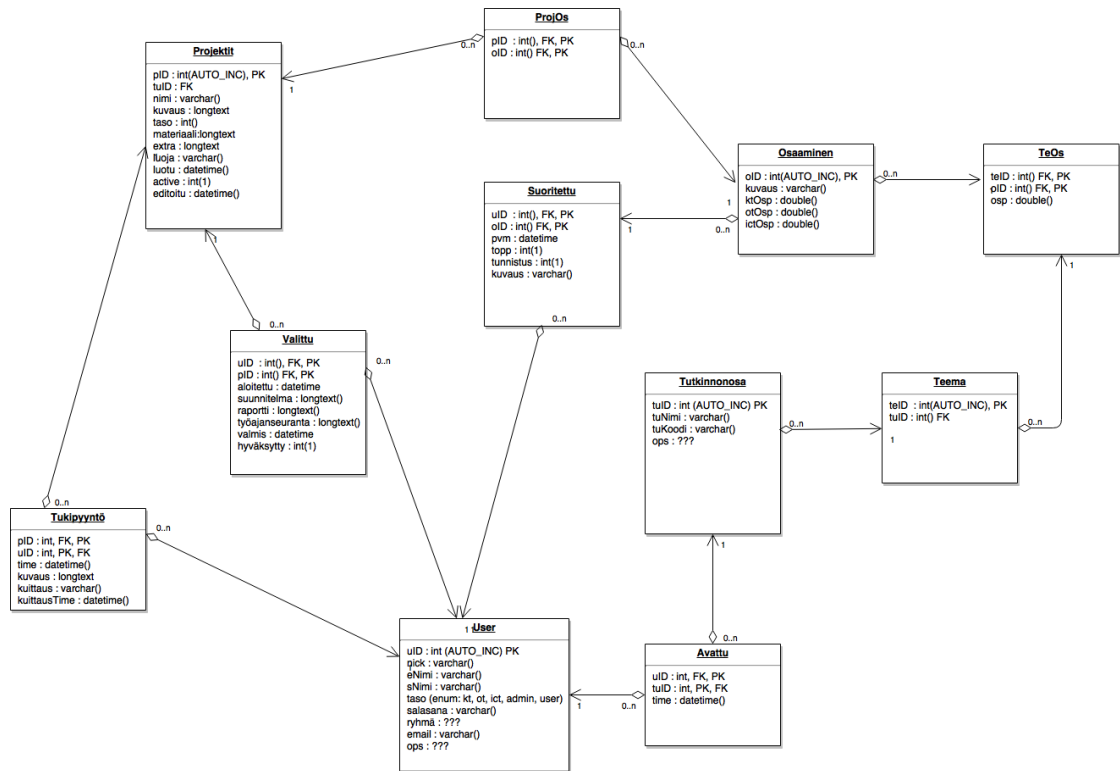 Projektit
pID : int(AUTO_INC), PK
tuID : FK
nimi : varchar()
kuvaus : longtext
taso : int()
materiaali:longtext
extra : longtext
luoja : varchar()
luotu : datetime()
active : int(1)
editoitu : datetime()
ProjOs
pID : int(), FK, PK
oID : int() FK, PK
0..n
0..n
1
Osaaminen
oID : int(AUTO_INC), PK
kuvaus : varchar()
ktOsp : double()
otOsp : double()
ictOsp : double()
1
0..n
0..n
TeOs
teID : int() FK, PK
oID : int() FK, PK
osp : double()
1
Suoritettu
uID : int(), FK, PK
oID : int() FK, PK
pvm : datetime
topp : int(1)
tunnistus : int(1)
kuvaus : varchar()
1
0..n
1
0..n
Valittu
uID : int(), FK, PK
pID : int() FK, PK
aloitettu : datetime
suunnitelma : longtext()
raportti : longtext()
työajanseuranta : longtext()
valmis : datetime
hyväksytty : int(1)
0..n
Tutkinnonosa
tuID : int (AUTO_INC) PK
tuNimi : varchar()
tuKoodi : varchar()
ops : ???
0..n
1
Teema
teID : int(AUTO_INC), PK
tuID : int() FK
1
0..n
0..n
Tukipyyntö
pID : int, FK, PK
uID : int, PK, FK
time : datetime()
kuvaus : longtext
kuittaus : varchar()
kuittausTime : datetime()
0..n
1 1
User
uID : int (AUTO_INC) PK
nick : varchar()
eNimi : varchar()
sNimi : varchar()
taso (enum: kt, ot, ict, admin, user)
salasana : varchar()
ryhmä : ???
email : varchar()
ops : ???
1
0..n
0..n
Avattu
uID : int, FK, PK
tuID : int, PK, FK
time : datetime()